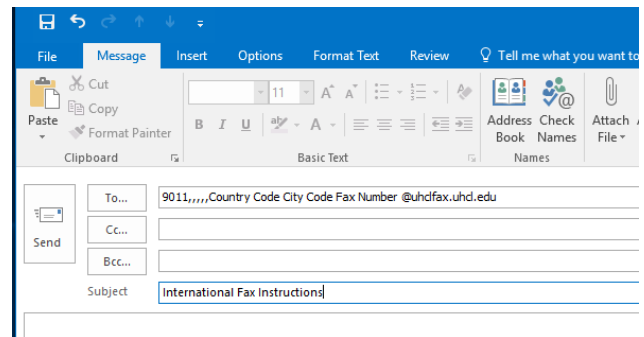 File Message Insert Options Format Text Review Tell me what you want to
Cut
Copy
Format Painter
Paste
Clipboard
11
B I U
A
Basic Text
Address Book
Check Names
Names
Attach File
To...
9011,,,,,Country Code City Code Fax Number @uhclfax.uhcl.edu
Cc...
Bcc...
Send
Subject
International Fax Instructions